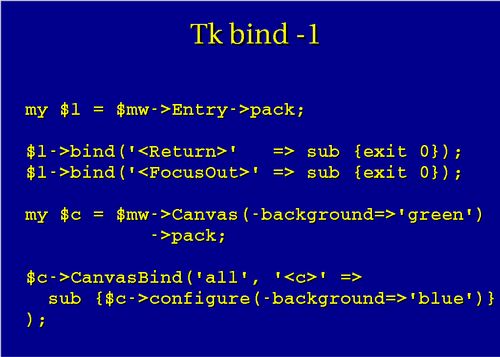 Tk bind -1
my $l = $mw->Entry->pack;
$l->bind('<Return>'   => sub {exit 0});
$l->bind('<FocusOut>' => sub {exit 0});
my $c = $mw->Canvas(-background=>'green')
->pack;
$c->CanvasBind('all', '<c>' =>
sub {$c->configure(-background=>'blue')}
);